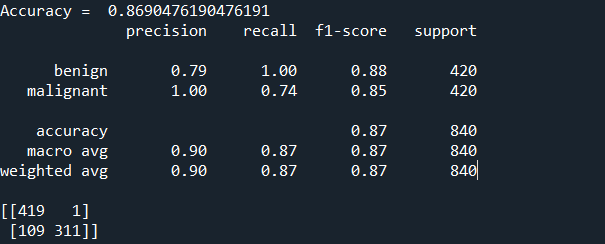 Accuracy =  0.8690476190476191
              precision    recall  f1-score   support

      benign       0.79      1.00      0.88       420
   malignant       1.00      0.74      0.85       420

    accuracy                           0.87       840
   macro avg       0.90      0.87      0.87       840
weighted avg       0.90      0.87      0.87       840

[[419   1]
 [109 311]]